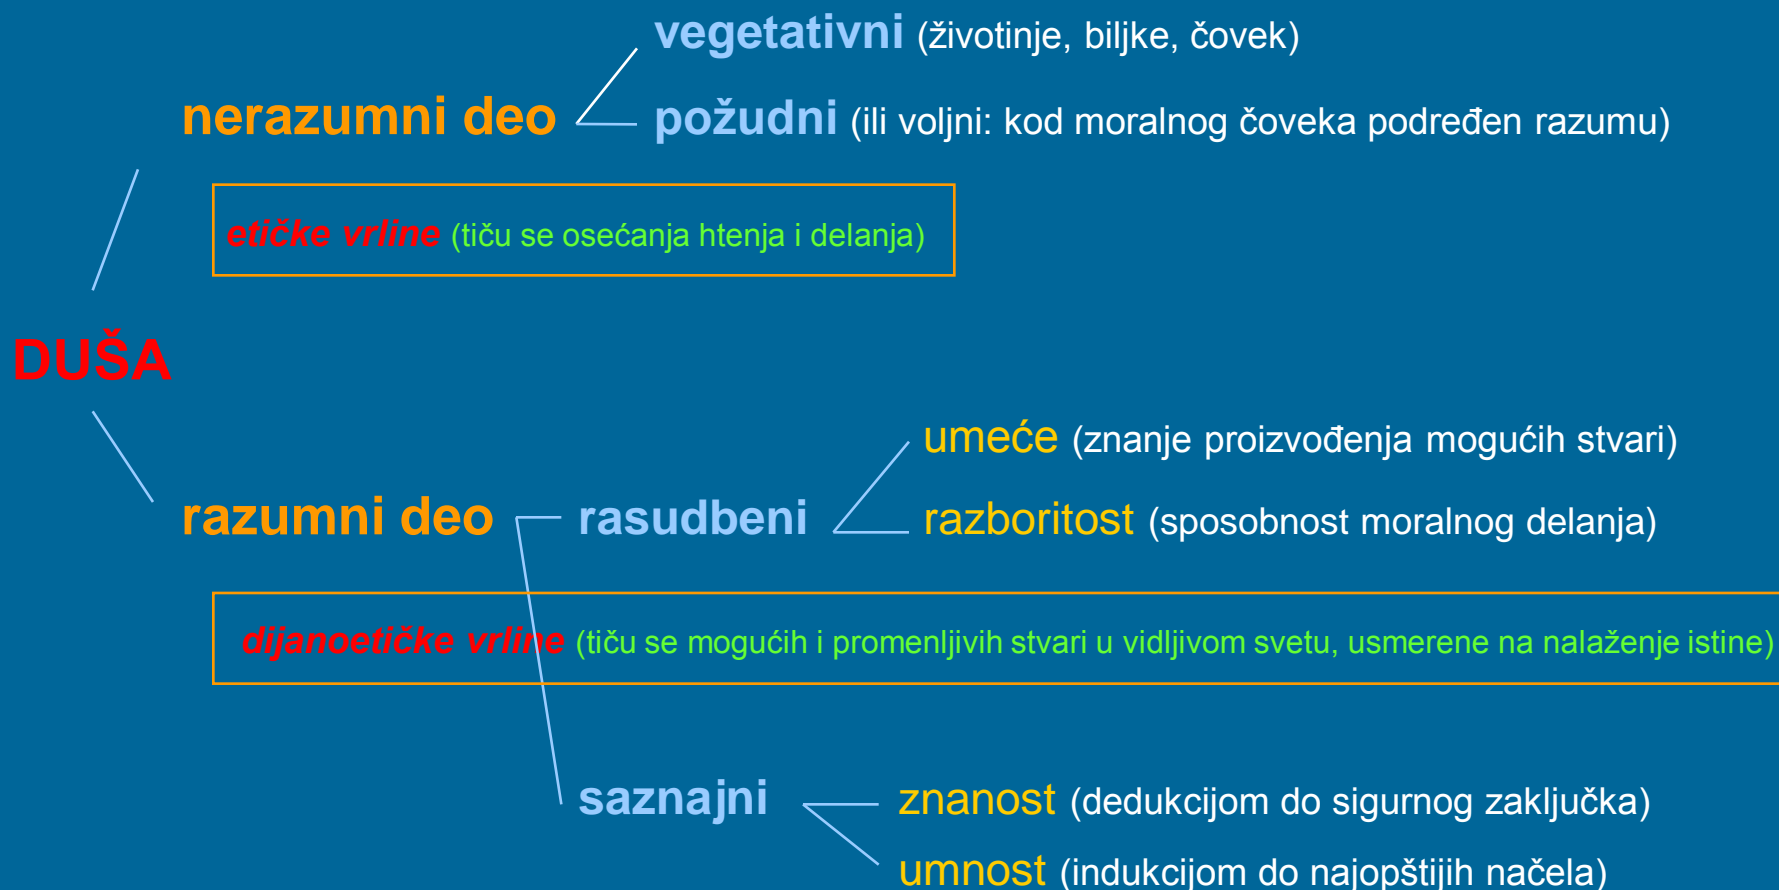 vegetativni (životinje, biljke, čovek)
nerazumni deo
požudni (ili voljni: kod moralnog čoveka podređen razumu)
etičke vrline (tiču se osećanja htenja i delanja)
DUŠA
umeće (znanje proizvođenja mogućih stvari)
razumni deo
rasudbeni
razboritost (sposobnost moralnog delanja)
dijanoetičke vrline (tiču se mogućih i promenljivih stvari u vidljivom svetu, usmerene na nalaženje istine)
saznajni
znanost (dedukcijom do sigurnog zaključka)
umnost (indukcijom do najopštijih načela)